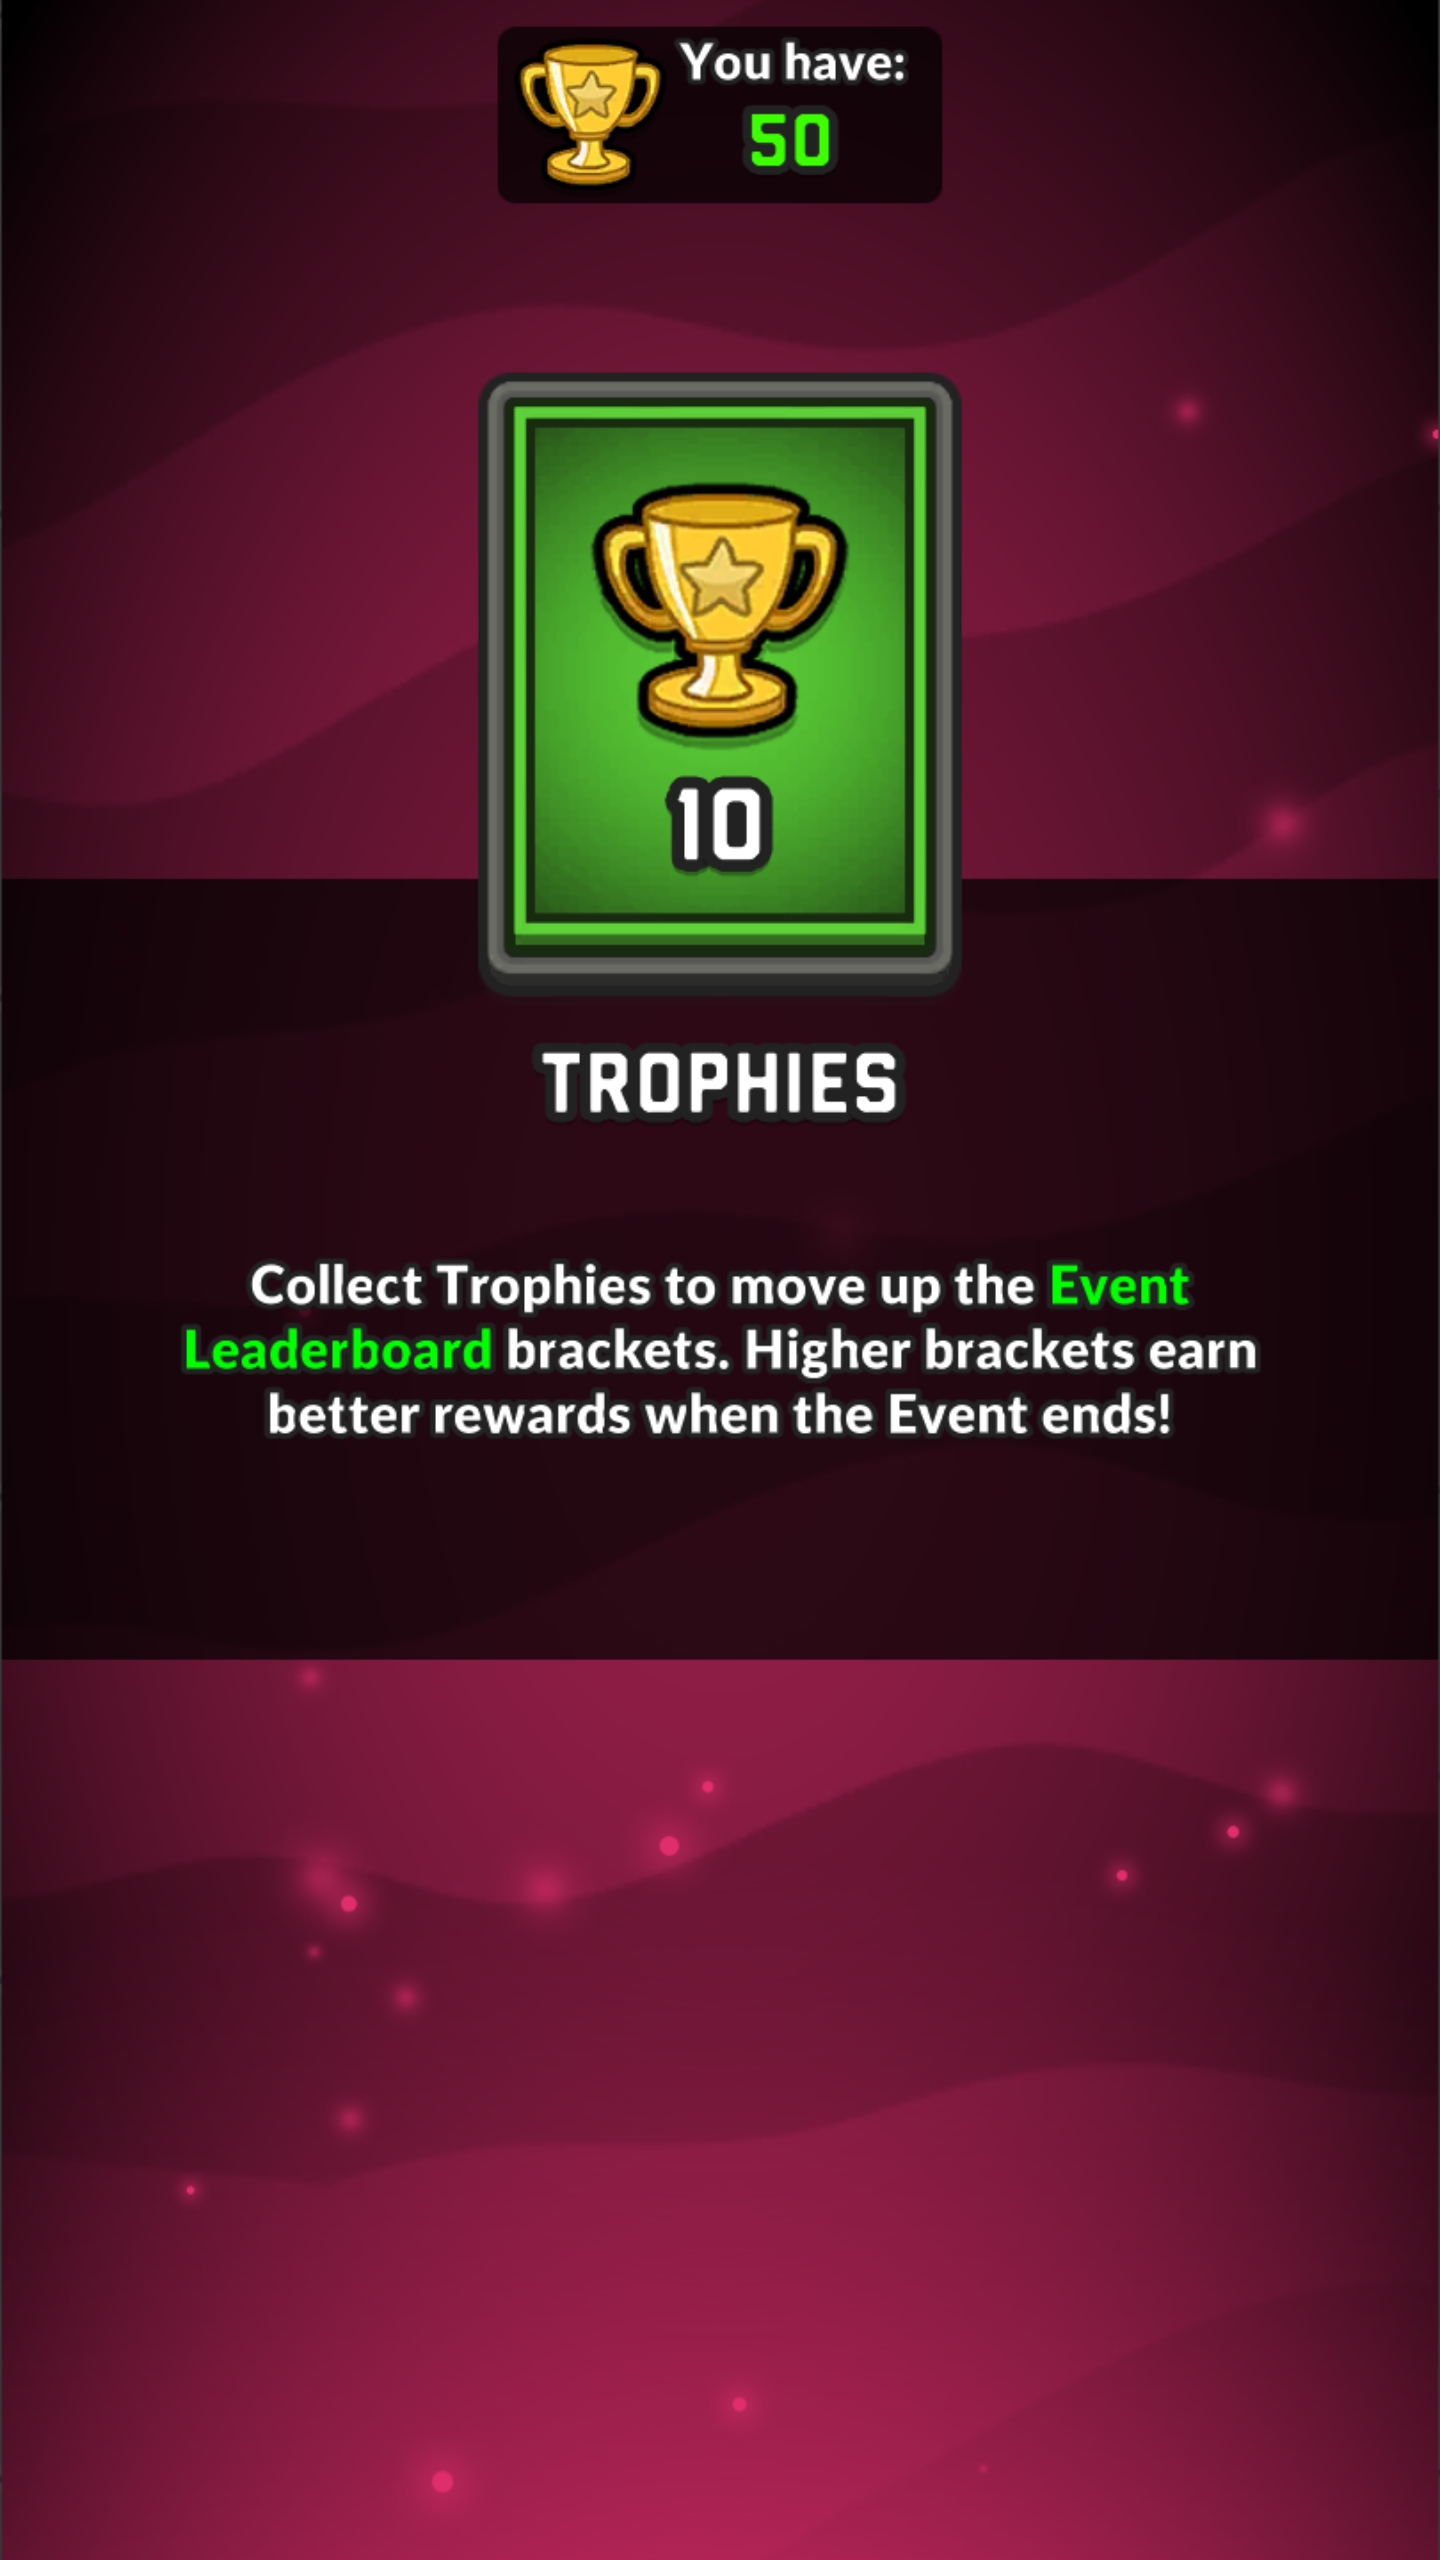 You have:
50
10
TROPHIES
Collect Trophies to move up the Event
Leaderboard brackets. Higher brackets earn
better rewards when the Event ends!